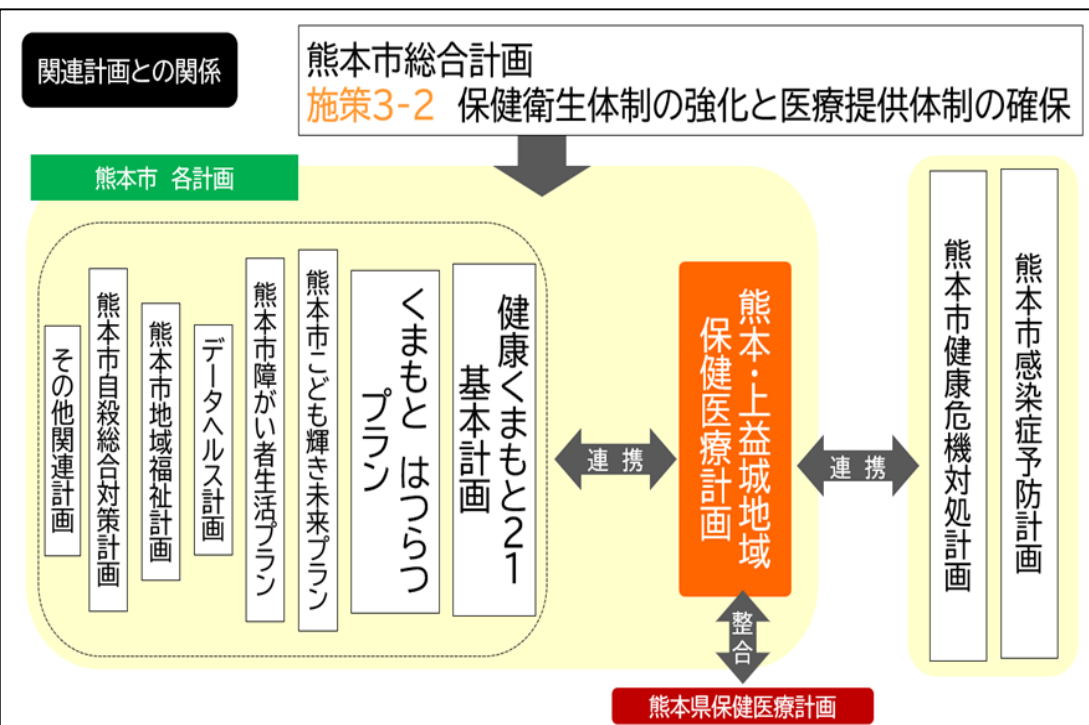 関連計画との関係
熊本市総合計画
施策3-2 保健衛生体制の強化と医療提供体制の確保
熊本市 各計画
その他関連計画
熊本市自殺総合対策計画
熊本市地域福祉計画
データヘルス計画
熊本市障がい者生活プラン
熊本市こども輝き未来プラン
くまもと はつらつ
プラン
健康くまもと21
基本計画
連携
熊本・上益城地域
保健医療計画
連携
熊本市健康危機対処計画
熊本市感染症予防計画
整合
熊本県保健医療計画